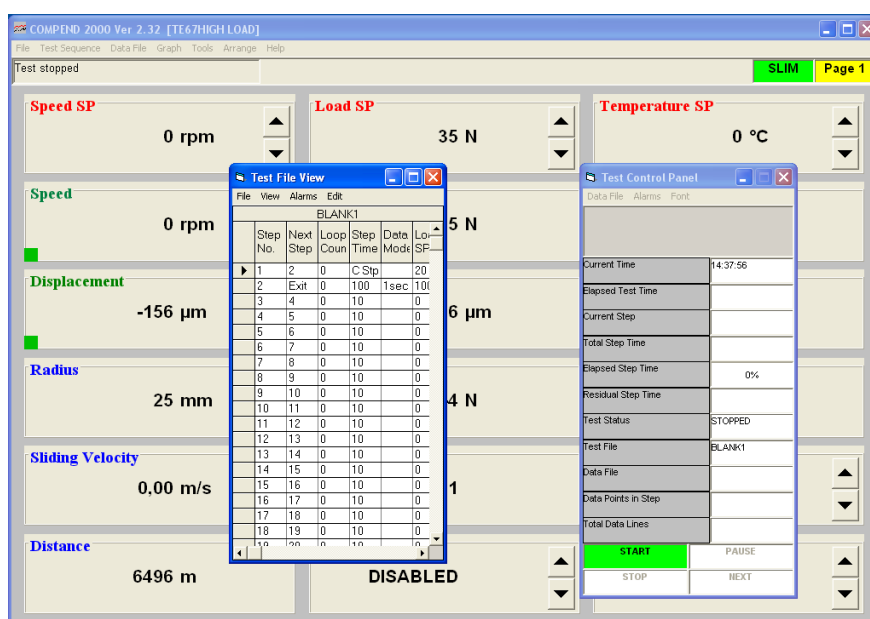 COMPEND 2000 Ver 2.32 [TE67HIGH LOAD]
File Test Sequence Data File Graph Tools Arrange Help
Test stopped
SLIM Page 1
Speed SP
0 rpm
Load SP
35 N
Temperature SP
0 °C
Speed
0 rpm
5 N
Displacement
-156 µm
6 µm
Radius
25 mm
4 N
Sliding Velocity
0,00 m/s
1
Distance
6496 m
DISABLED
Test File View
File View Alarms Edit
BLANK1
Step No. Next Step Loop Coun Step Time Data Mode Lo SP
1 2 0 C Stp 20
2 Exit 0 100 1sec 100
3 4 0 10 0
4 5 0 10 0
5 6 0 10 0
6 7 0 10 0
7 8 0 10 0
8 9 0 10 0
9 10 0 10 0
10 11 0 10 0
11 12 0 10 0
12 13 0 10 0
13 14 0 10 0
14 15 0 10 0
15 16 0 10 0
16 17 0 10 0
17 18 0 10 0
18 19 0 10 0
19 20 0 10 0
Test Control Panel
Data File Alarms Font
Current Time 14:37:56
Elapsed Test Time
Current Step
Total Step Time
Elapsed Step Time 0%
Residual Step Time
Test Status STOPPED
Test File BLANK1
Data File
Data Points in Step
Total Data Lines
START PAUSE
STOP NEXT